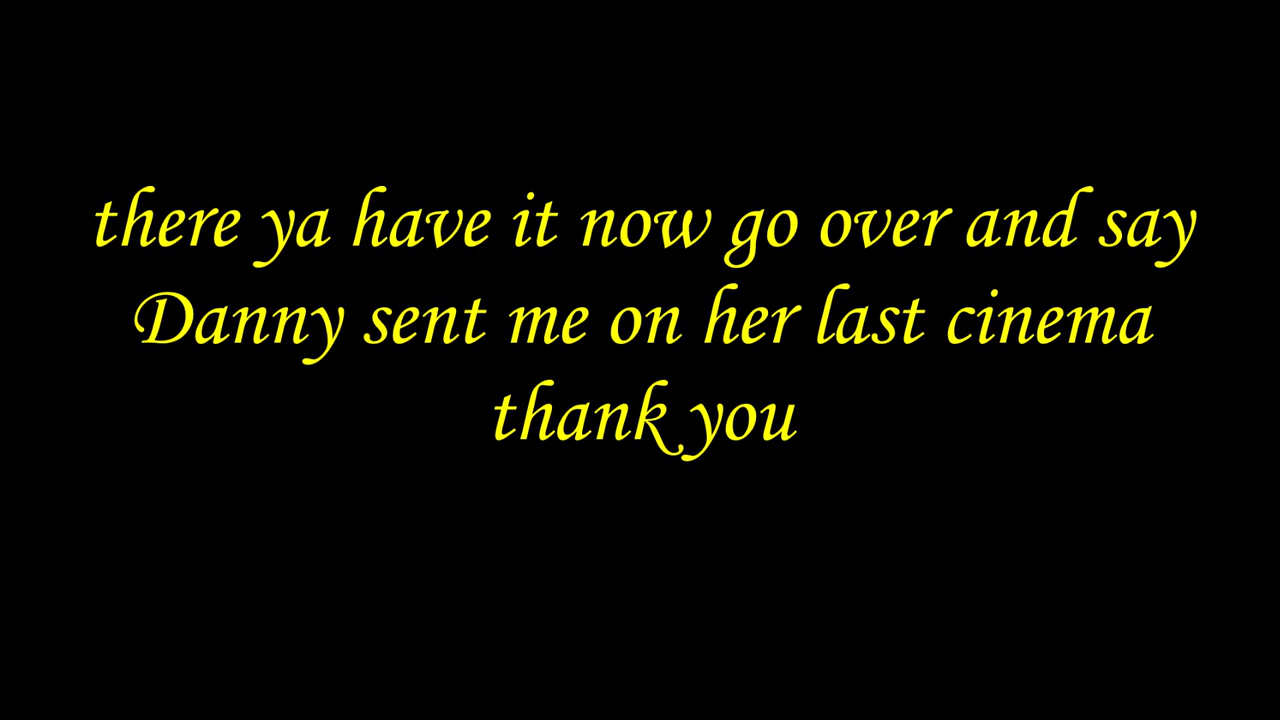 there ya have it now go over and say
Danny sent me on her last cinema
thank you